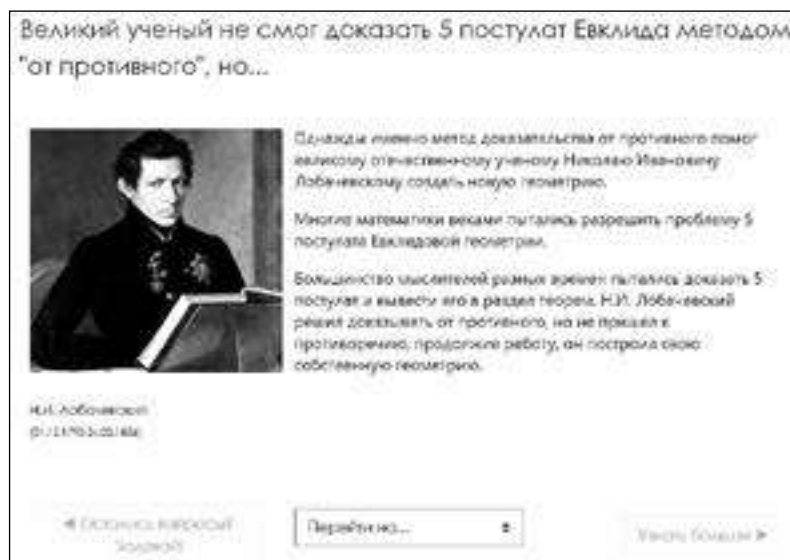 Великий ученый не смог доказать 5 постулат Евклида методом
"от противного", но...
Однажды именно метод доказательства от противного помог
великому отечественному ученому Николаю Ивановичу
Лобачевскому создать новую геометрию.
Многие математики веками пытались разрешить проблему 5
постулата Евклидовой геометрии.
Большинство мыслителей разных времен пытались доказать 5
постулат и вывести его в раздел теорем. Н.И. Лобачевский
решил доказывать от противного, но не пришел к
противоречию, продолжив работу, он построил свою
собственную геометрию.
Н.И. Лобачевский
◄ Остались вопросы?
Перейти на...
Узнать больше ►